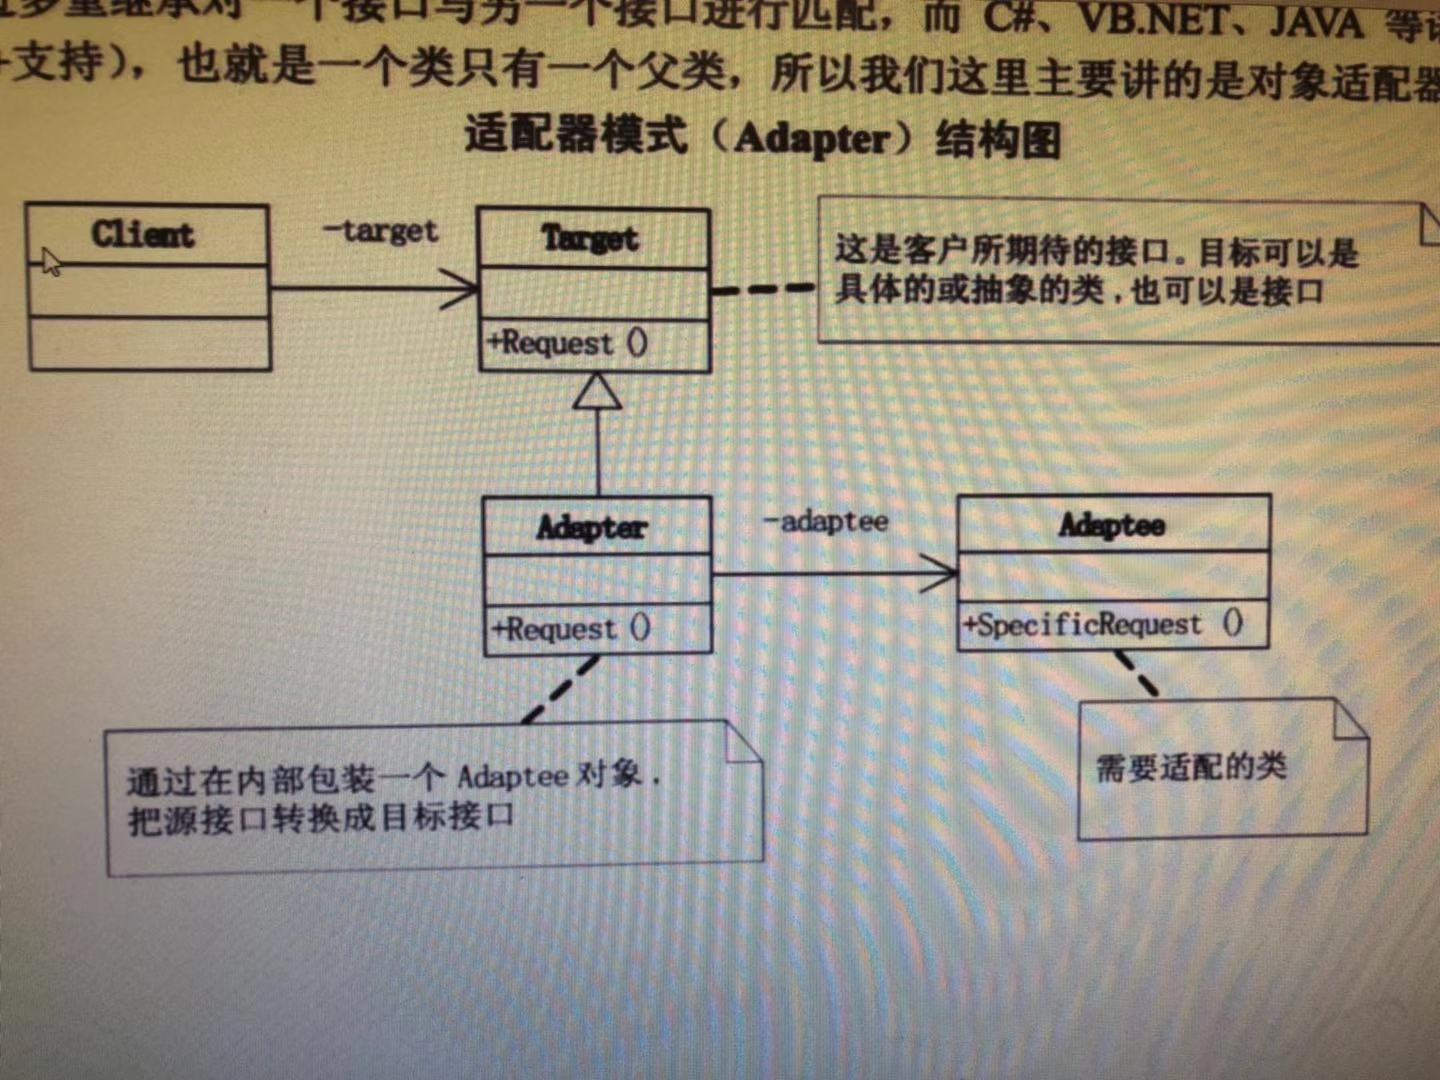 过多重继承对一个接口与另一个接口进行匹配，而 C#、VB.NET、JAVA 等
+支持），也就是一个类只有一个父类，所以我们这里主要讲的是对象适配器
适配器模式（Adapter）结构图
Client
-target
Target
+Request ()
这是客户所期待的接口。目标可以是
具体的或抽象的类，也可以是接口
Adapter
+Request ()
-adaptee
Adaptee
+SpecificRequest ()
通过在内部包装一个 Adaptee 对象，
把源接口转换成目标接口
需要适配的类